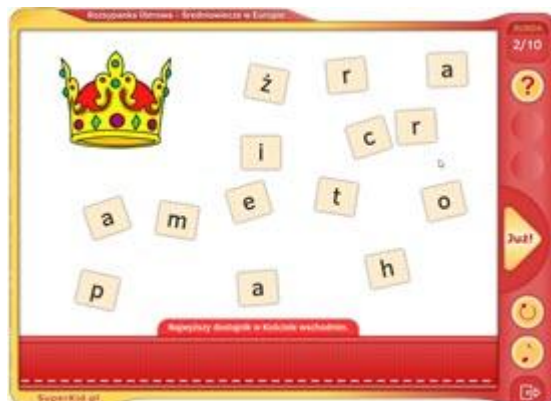 Rozsypanka literowa - Średniowiecze w Europie
RUNDA
2/10
?
ż r a
i c r
a m e t o
p a h
Już!
Najwyższy dostojnik w Kościele wschodnim.
SuperKid.pl